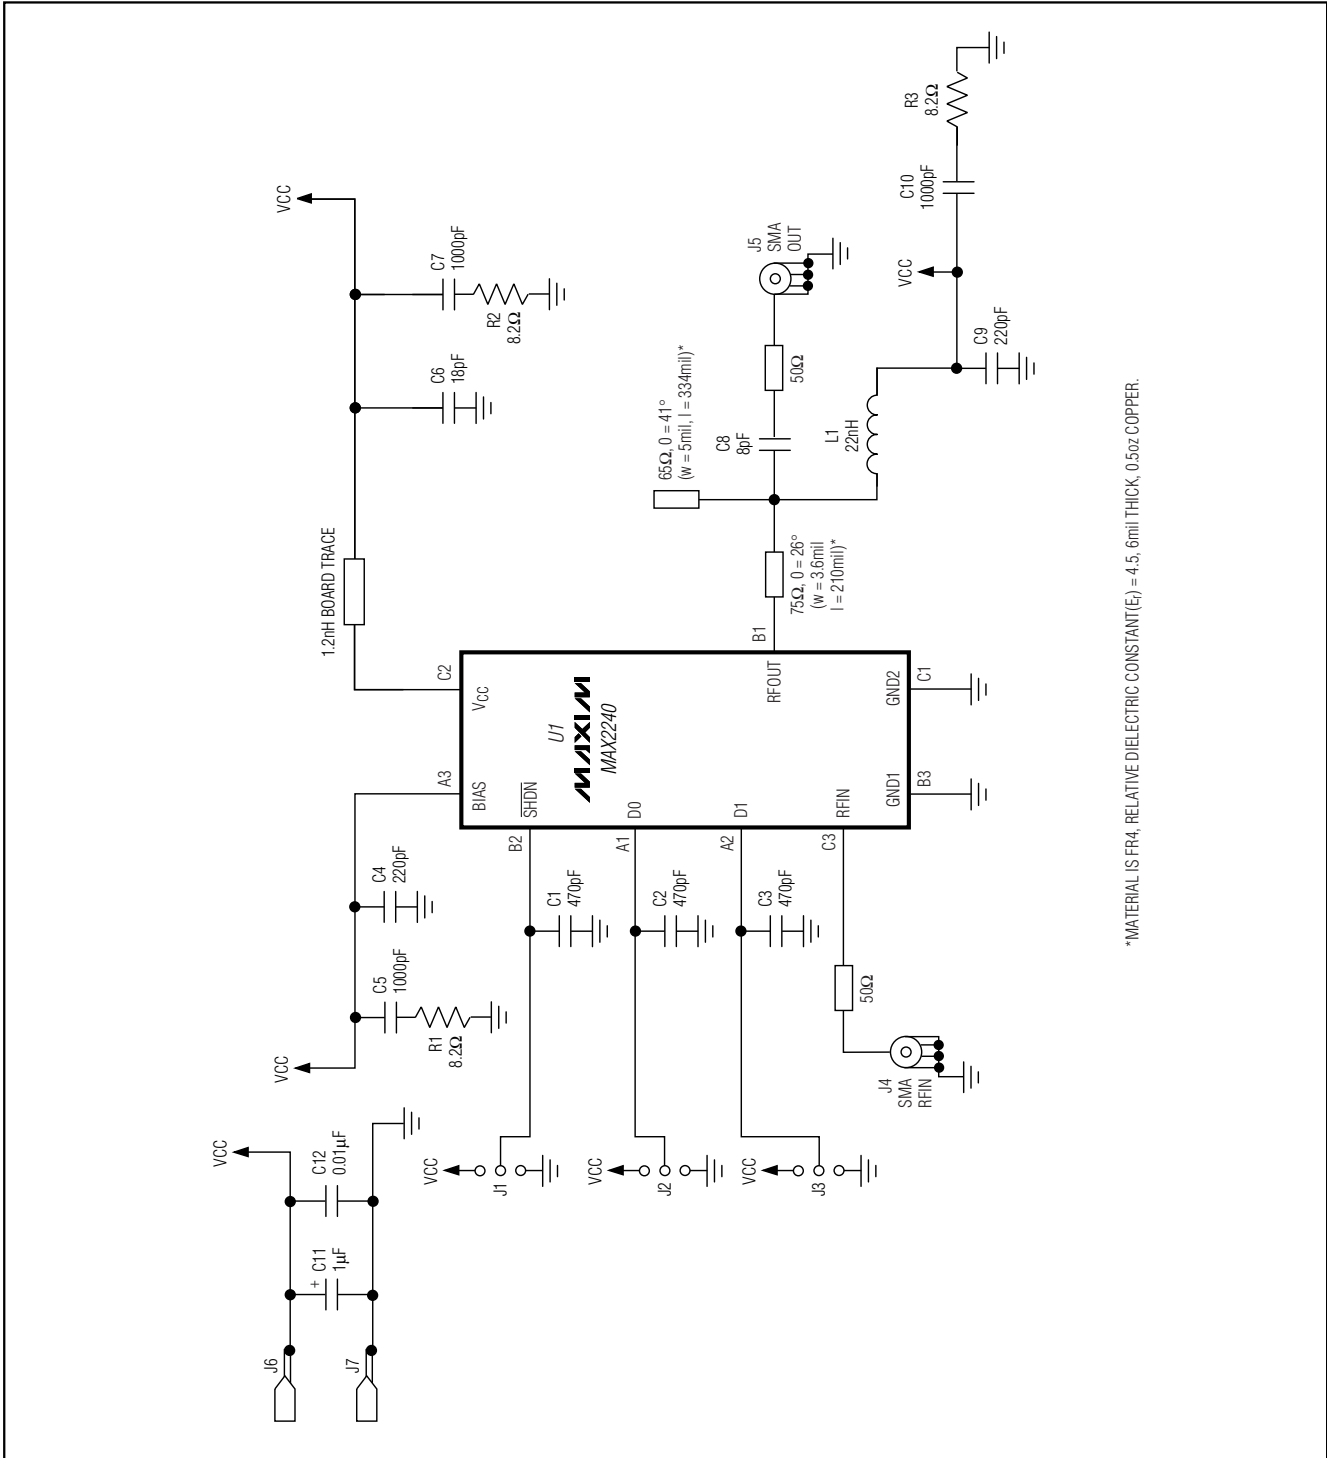 J6
J7
+
C11
1µF
C12
0.01µF
VCC
VCC
C5
1000pF
R1
8.2Ω
C4
220pF
A3
BIAS
1.2nH BOARD TRACE
C2
VCC
C6
18pF
C7
1000pF
R2
8.2Ω
VCC
U1
MAXIM
MAX2240
VCC
J1
B2
SHDN
C1
470pF
VCC
J2
A1
D0
C2
470pF
VCC
J3
A2
D1
C3
470pF
J4
SMA
RFIN
50Ω
C3
RFIN
GND1
B3
GND2
C1
RFOUT
B1
75Ω, 0 = 26°
(w = 3.6mil
l = 210mil)*
65Ω, 0 = 41°
(w = 5mil, l = 334mil)*
C8
8pF
50Ω
J5
SMA
OUT
L1
22nH
C9
220pF
VCC
C10
1000pF
R3
8.2Ω
*MATERIAL IS FR4, RELATIVE DIELECTRIC CONSTANT(Er) = 4.5, 6mil THICK, 0.5oz COPPER.